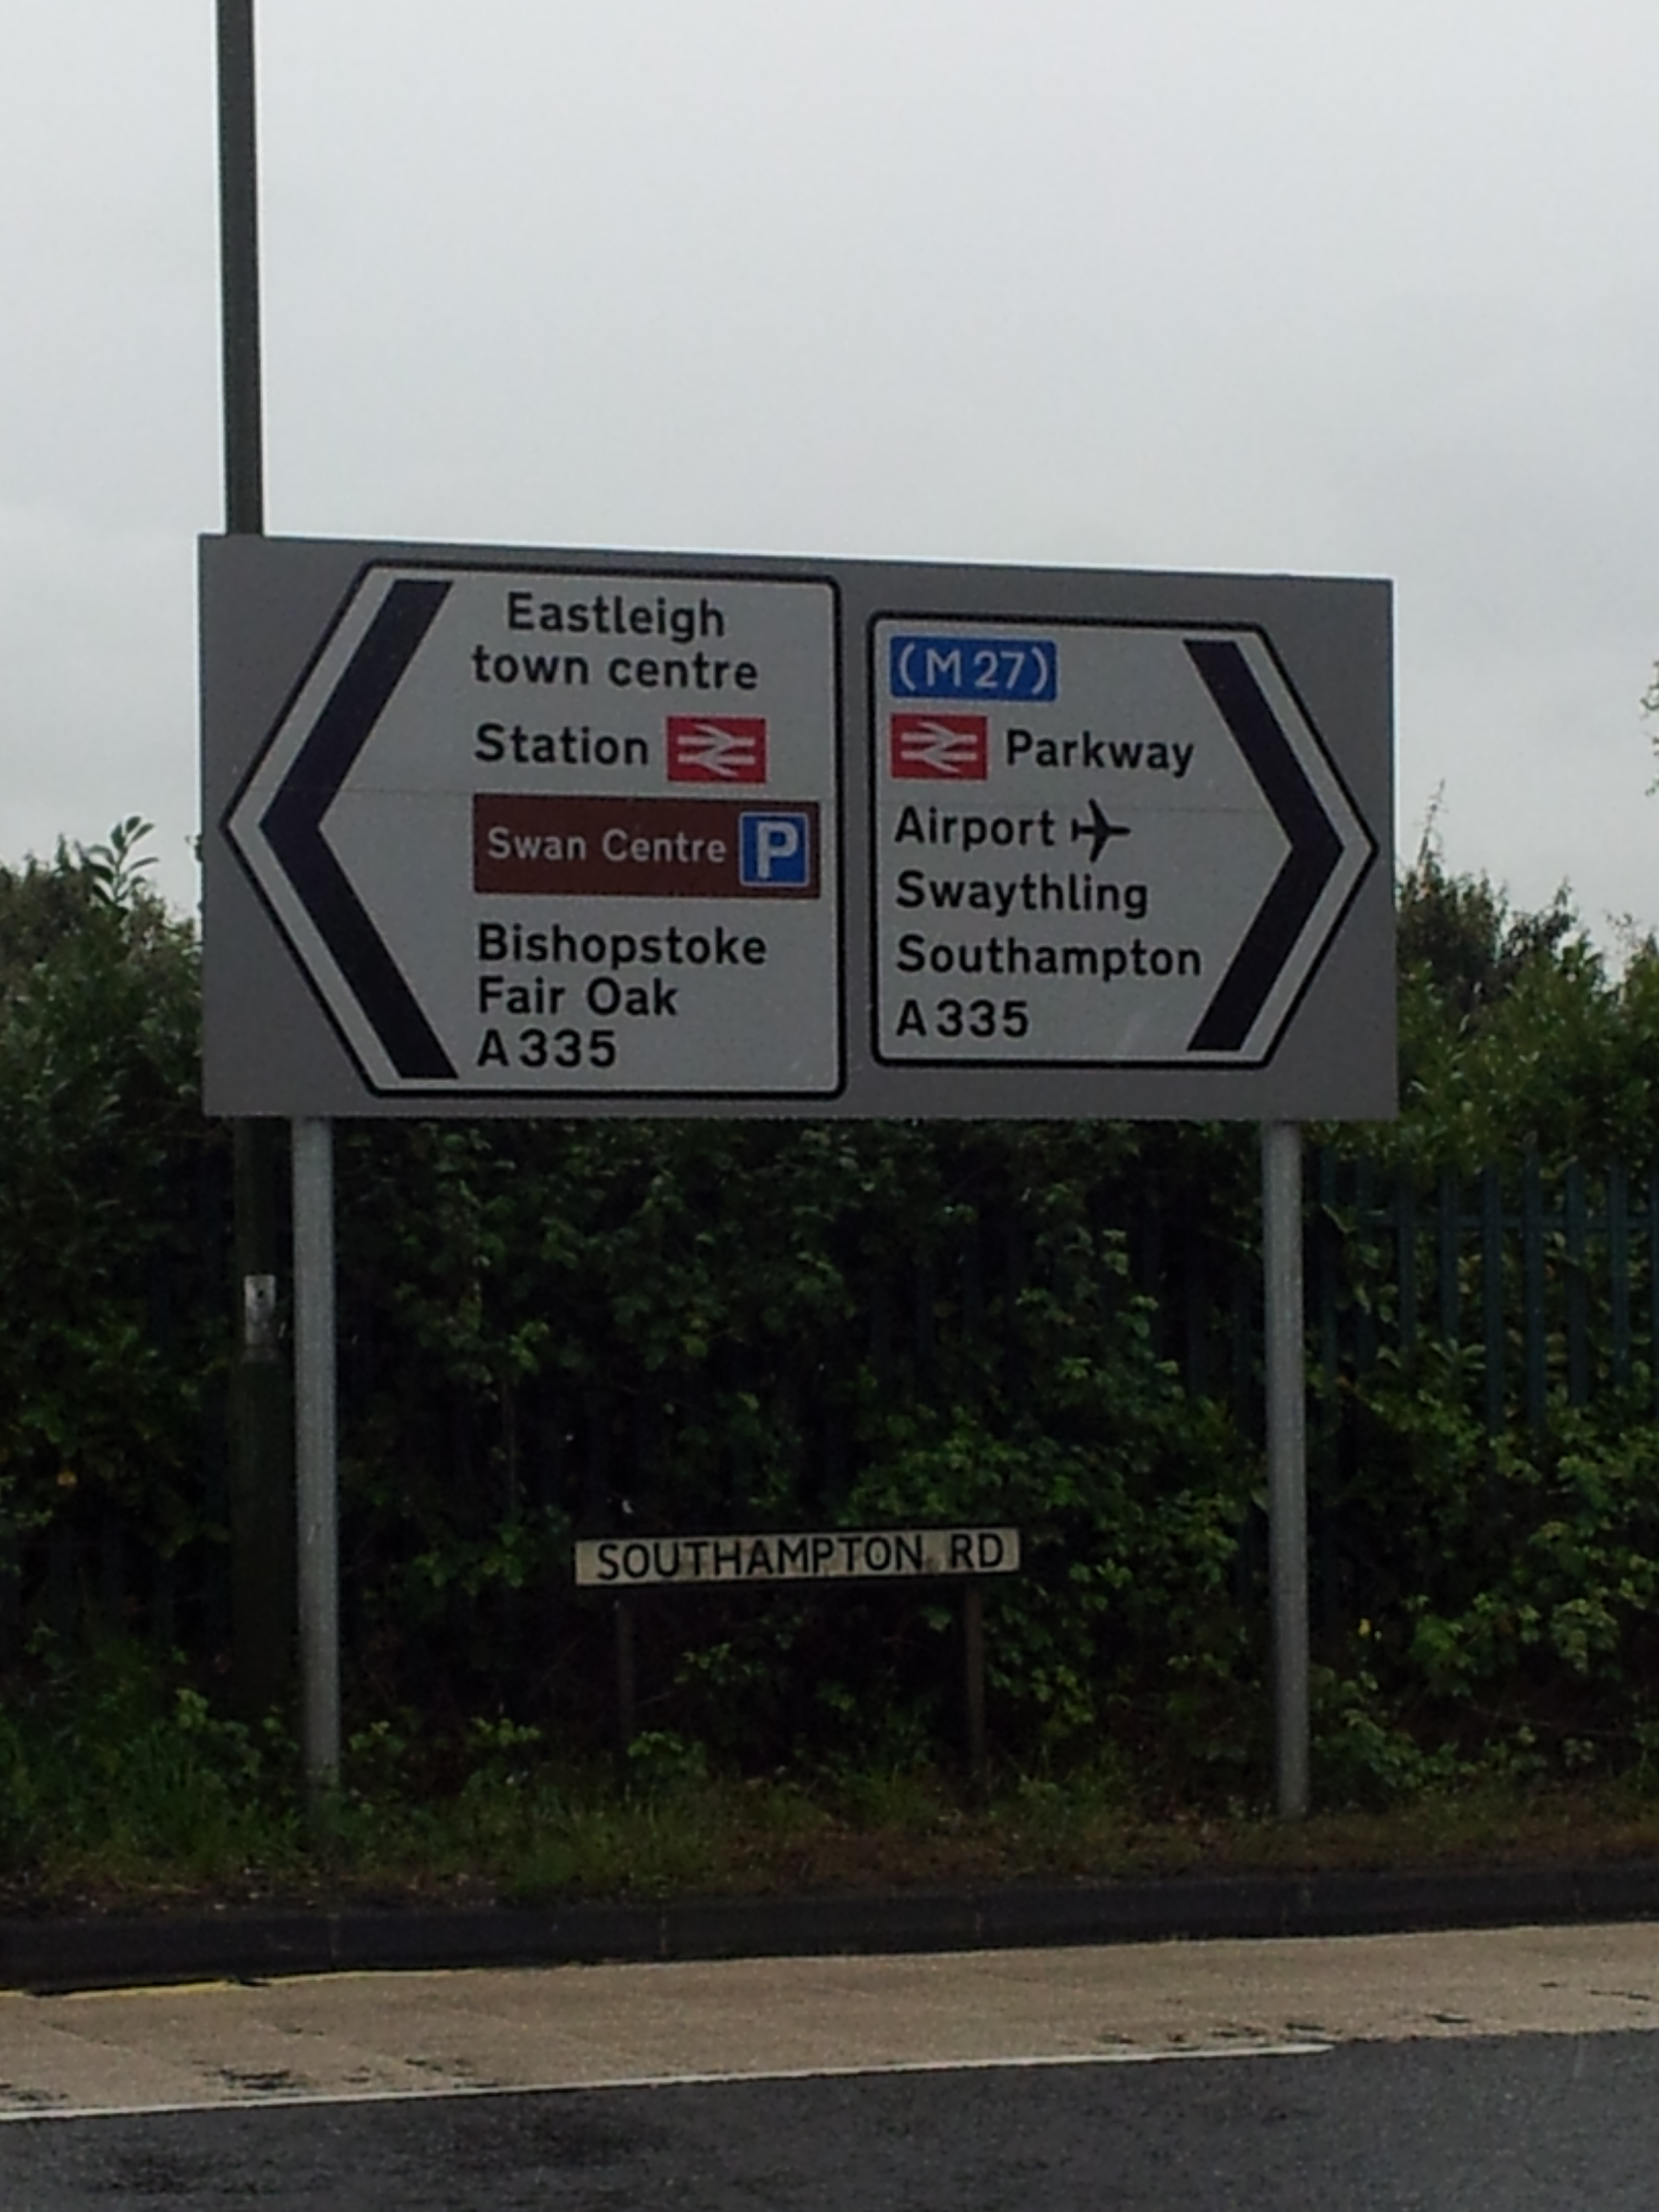 Eastleigh
town centre
Station
Swan Centre P
Bishopstoke
Fair Oak
A335
(M27)
Parkway
Airport
Swaythling
Southampton
A335
SOUTHAMPTON RD